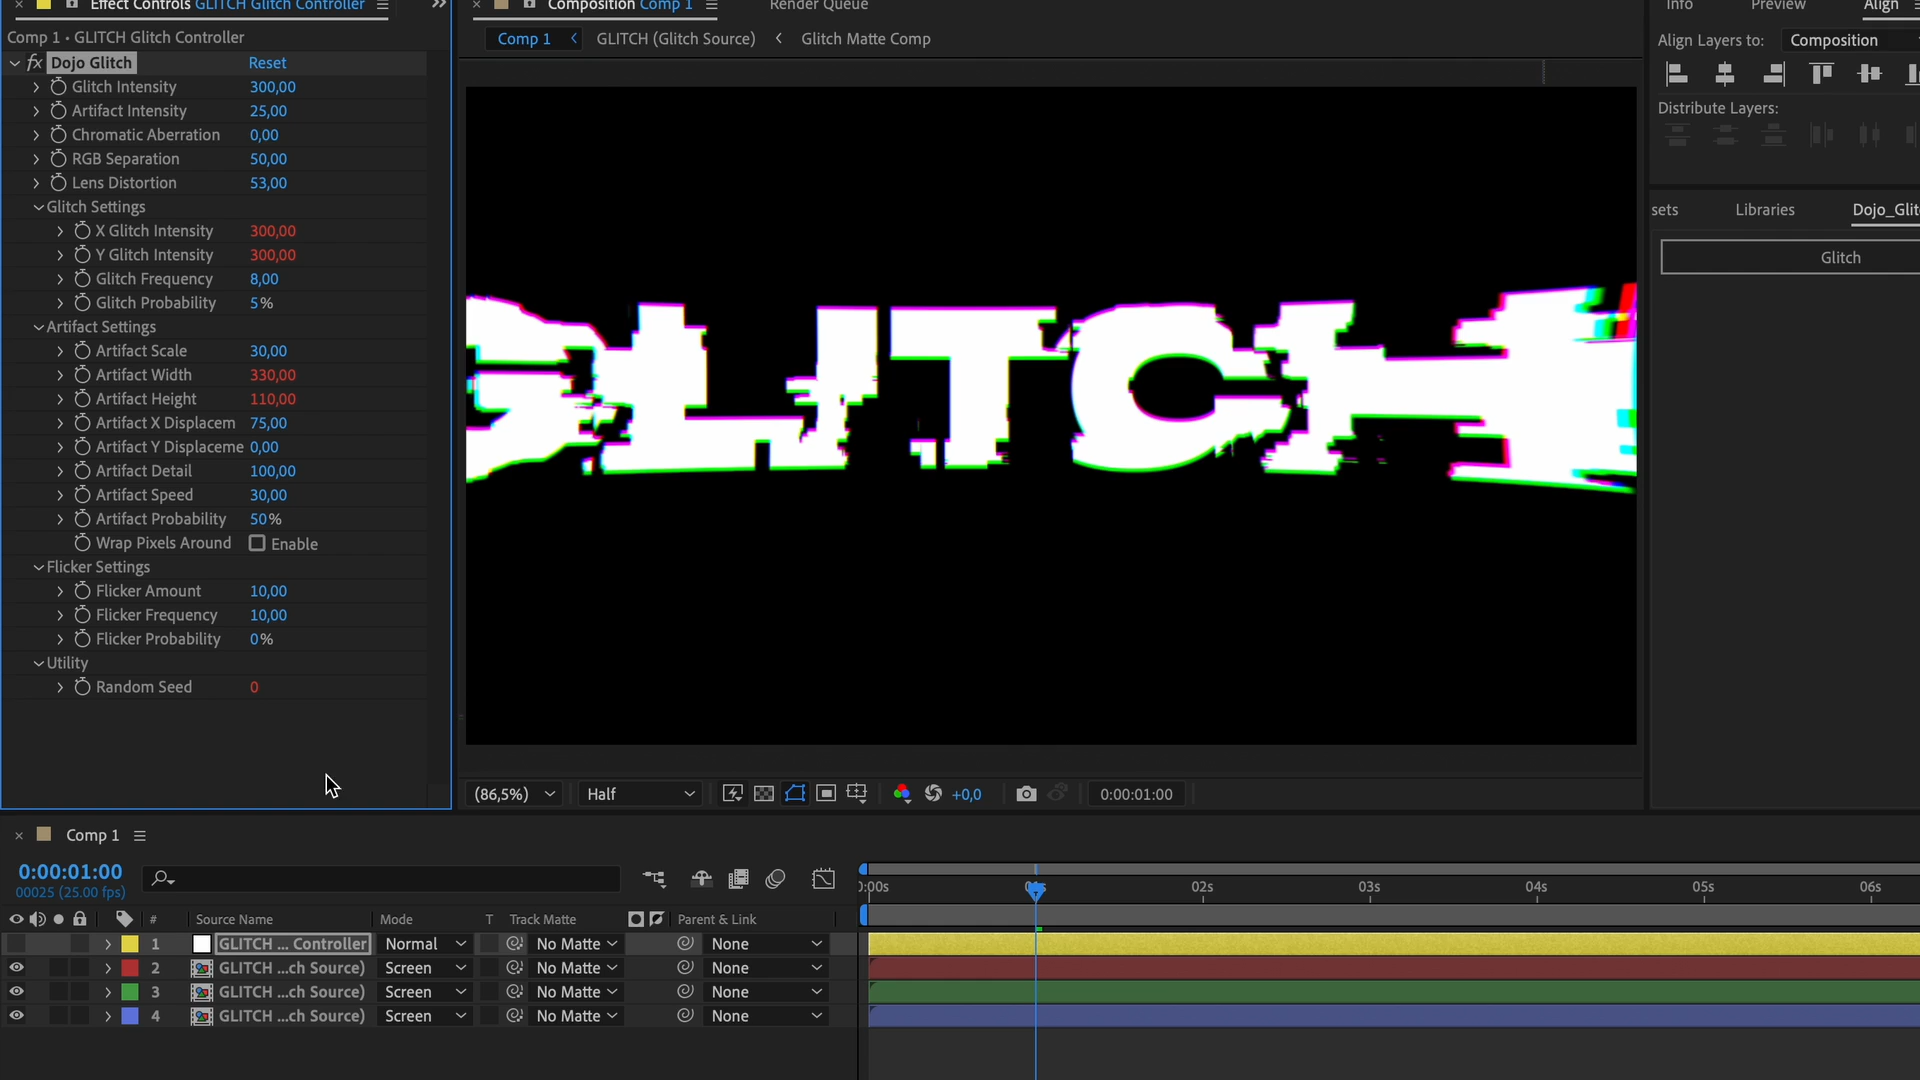 Effect Controls GLITCH Glitch Controller
Comp 1 • GLITCH Glitch Controller
fx Dojo Glitch Reset
Glitch Intensity 300,00
Artifact Intensity 25,00
Chromatic Aberration 0,00
RGB Separation 50,00
Lens Distortion 53,00
Glitch Settings
X Glitch Intensity 300,00
Y Glitch Intensity 300,00
Glitch Frequency 8,00
Glitch Probability 5%
Artifact Settings
Artifact Scale 30,00
Artifact Width 330,00
Artifact Height 110,00
Artifact X Displacem 75,00
Artifact Y Displaceme 0,00
Artifact Detail 100,00
Artifact Speed 30,00
Artifact Probability 50%
Wrap Pixels Around Enable
Flicker Settings
Flicker Amount 10,00
Flicker Frequency 10,00
Flicker Probability 0%
Utility
Random Seed 0
Composition Comp 1 Render Queue
Comp 1 < GLITCH (Glitch Source) < Glitch Matte Comp
GLITCH
(86,5%) Half +0,0 0:00:01:00
Info Preview Align
Align Layers to: Composition
Distribute Layers:
sets Libraries Dojo_Glit
Glitch
Comp 1
0:00:01:00
00025 (25.00 fps)
0:00s 02s 03s 04s 05s 06s
# Source Name Mode T Track Matte Parent & Link
1 GLITCH ... Controller Normal No Matte None
2 GLITCH ...ch Source) Screen No Matte None
3 GLITCH ...ch Source) Screen No Matte None
4 GLITCH ...ch Source) Screen No Matte None